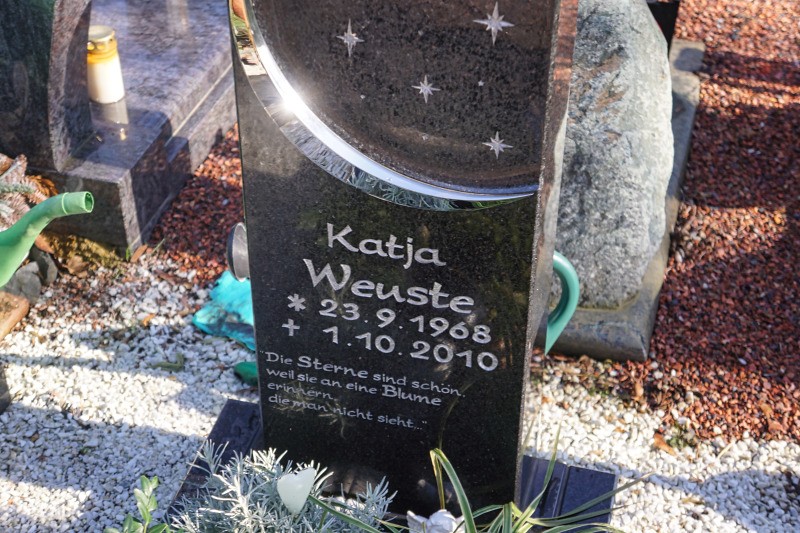 Katja
Weuste
* 23.9.1968
† 1.10.2010
"Die Sterne sind schön,
weil sie an eine Blume
erinnern,
die man nicht sieht..."